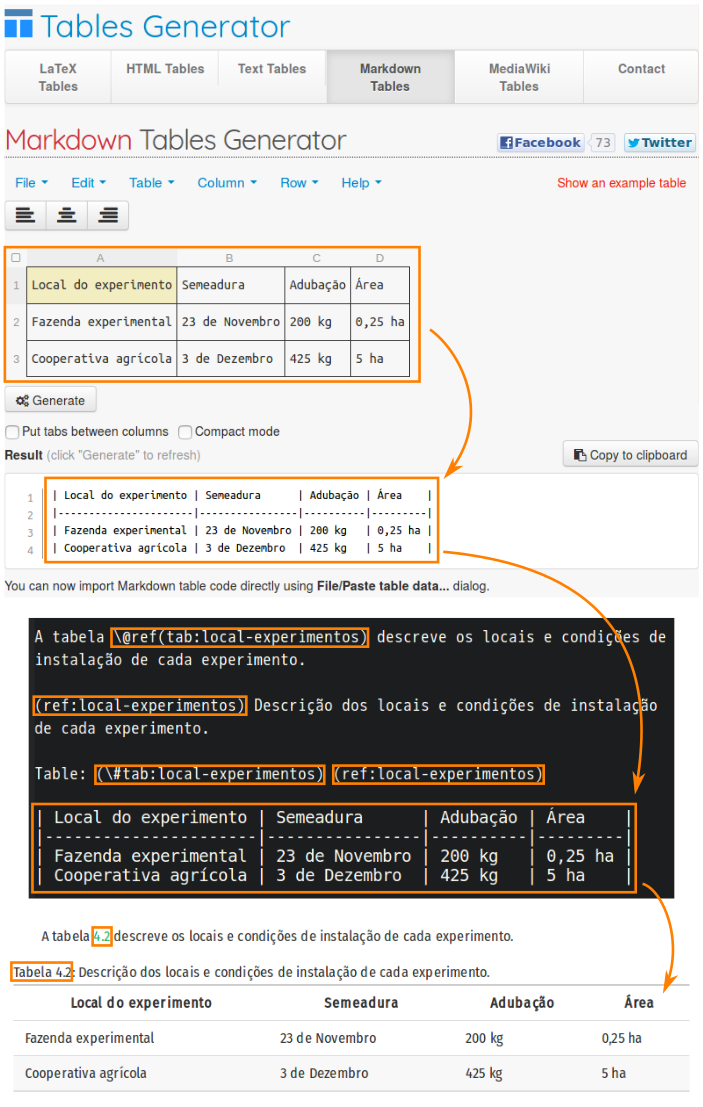 Tables Generator
LaTeX Tables
HTML Tables
Text Tables
Markdown Tables
MediaWiki Tables
Contact
Markdown Tables Generator
Facebook 73 Twitter
File Edit Table Column Row Help Show an example table
A B C D
1 Local do experimento Semeadura Adubação Área
2 Fazenda experimental 23 de Novembro 200 kg 0,25 ha
3 Cooperativa agrícola 3 de Dezembro 425 kg 5 ha
Generate
Put tabs between columns Compact mode
Result (click "Generate" to refresh) Copy to clipboard
1 | Local do experimento | Semeadura      | Adubação | Área    |
2 |----------------------|----------------|----------|---------|
3 | Fazenda experimental | 23 de Novembro | 200 kg   | 0,25 ha |
4 | Cooperativa agrícola | 3 de Dezembro  | 425 kg   | 5 ha    |
You can now import Markdown table code directly using File/Paste table data... dialog.
A tabela \@ref(tab:local-experimentos) descreve os locais e condições de
instalação de cada experimento.
(ref:local-experimentos) Descrição dos locais e condições de instalação
de cada experimento.
Table: (\#tab:local-experimentos) (ref:local-experimentos)
| Local do experimento | Semeadura      | Adubação | Área    |
|----------------------|----------------|----------|---------|
| Fazenda experimental | 23 de Novembro | 200 kg   | 0,25 ha |
| Cooperativa agrícola | 3 de Dezembro  | 425 kg   | 5 ha    |
A tabela 4.2 descreve os locais e condições de instalação de cada experimento.
Tabela 4.2: Descrição dos locais e condições de instalação de cada experimento.
Local do experimento Semeadura Adubação Área
Fazenda experimental 23 de Novembro 200 kg 0,25 ha
Cooperativa agrícola 3 de Dezembro 425 kg 5 ha